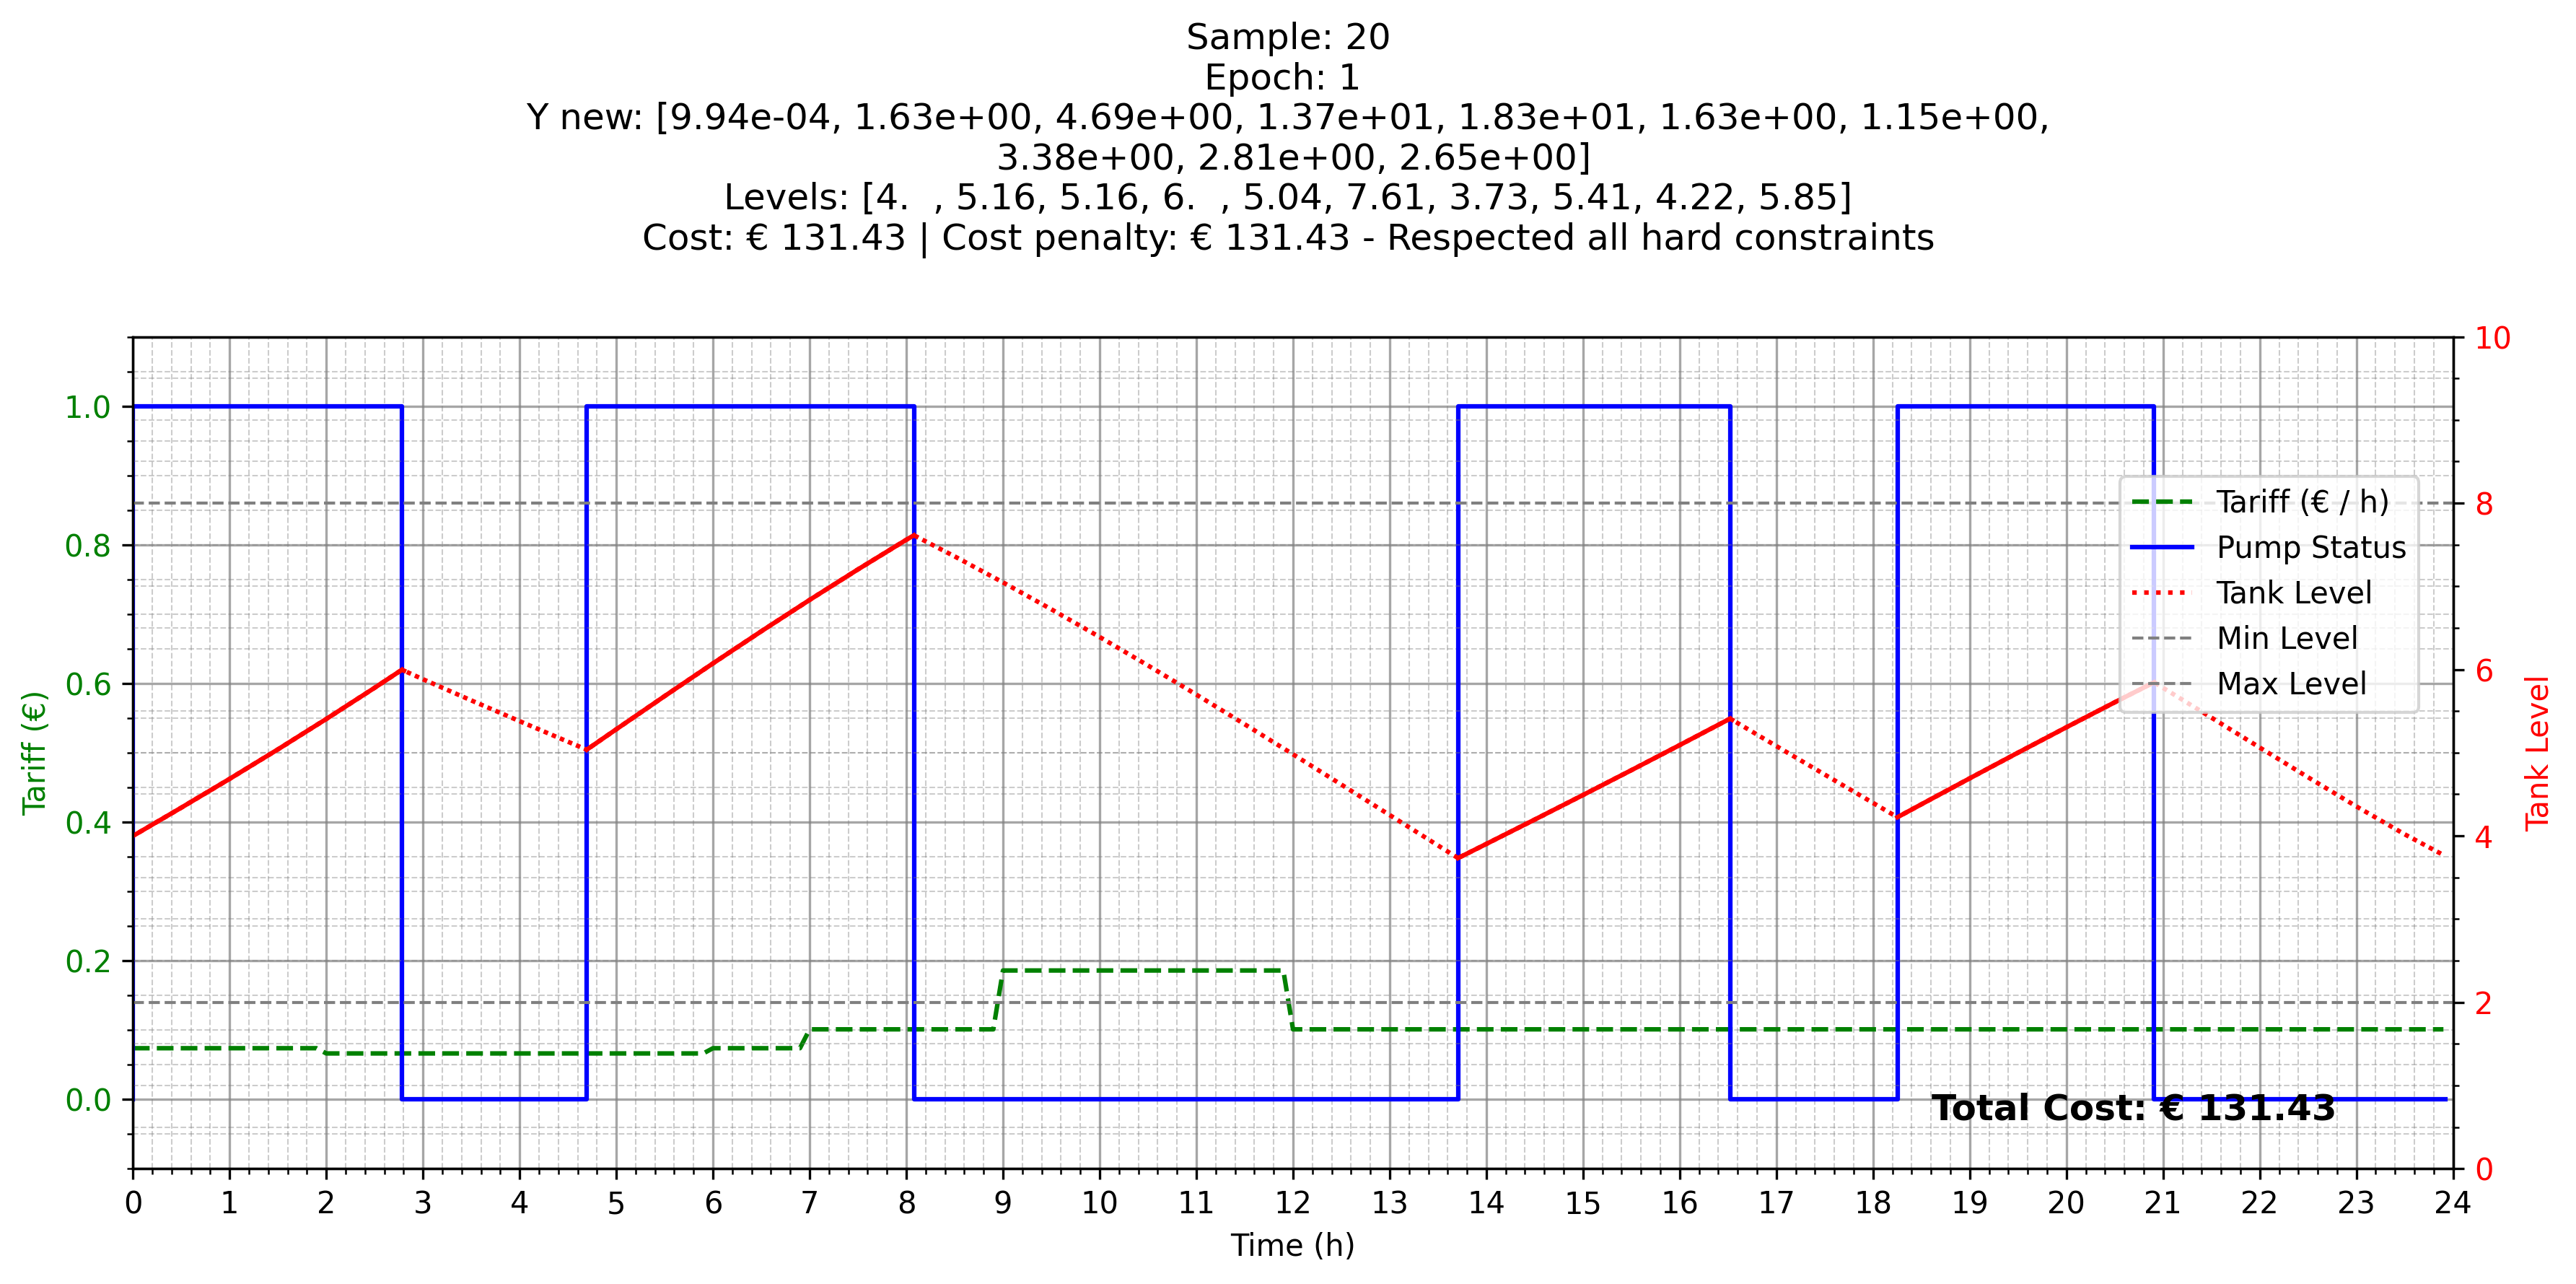 Sample: 20
Epoch: 1
Y new: [9.94e-04, 1.63e+00, 4.69e+00, 1.37e+01, 1.83e+01, 1.63e+00, 1.15e+00,
3.38e+00, 2.81e+00, 2.65e+00]
Levels: [4.  , 5.16, 5.16, 6.  , 5.04, 7.61, 3.73, 5.41, 4.22, 5.85]
Cost: € 131.43 | Cost penalty: € 131.43 - Respected all hard constraints
1.0
0.8
0.6
0.4
0.2
0.0
Tariff (€)
10
8
6
4
2
0
Tank Level
Tariff (€ / h)
Pump Status
Tank Level
Min Level
Max Level
Total Cost: € 131.43
0 1 2 3 4 5 6 7 8 9 10 11 12 13 14 15 16 17 18 19 20 21 22 23 24
Time (h)